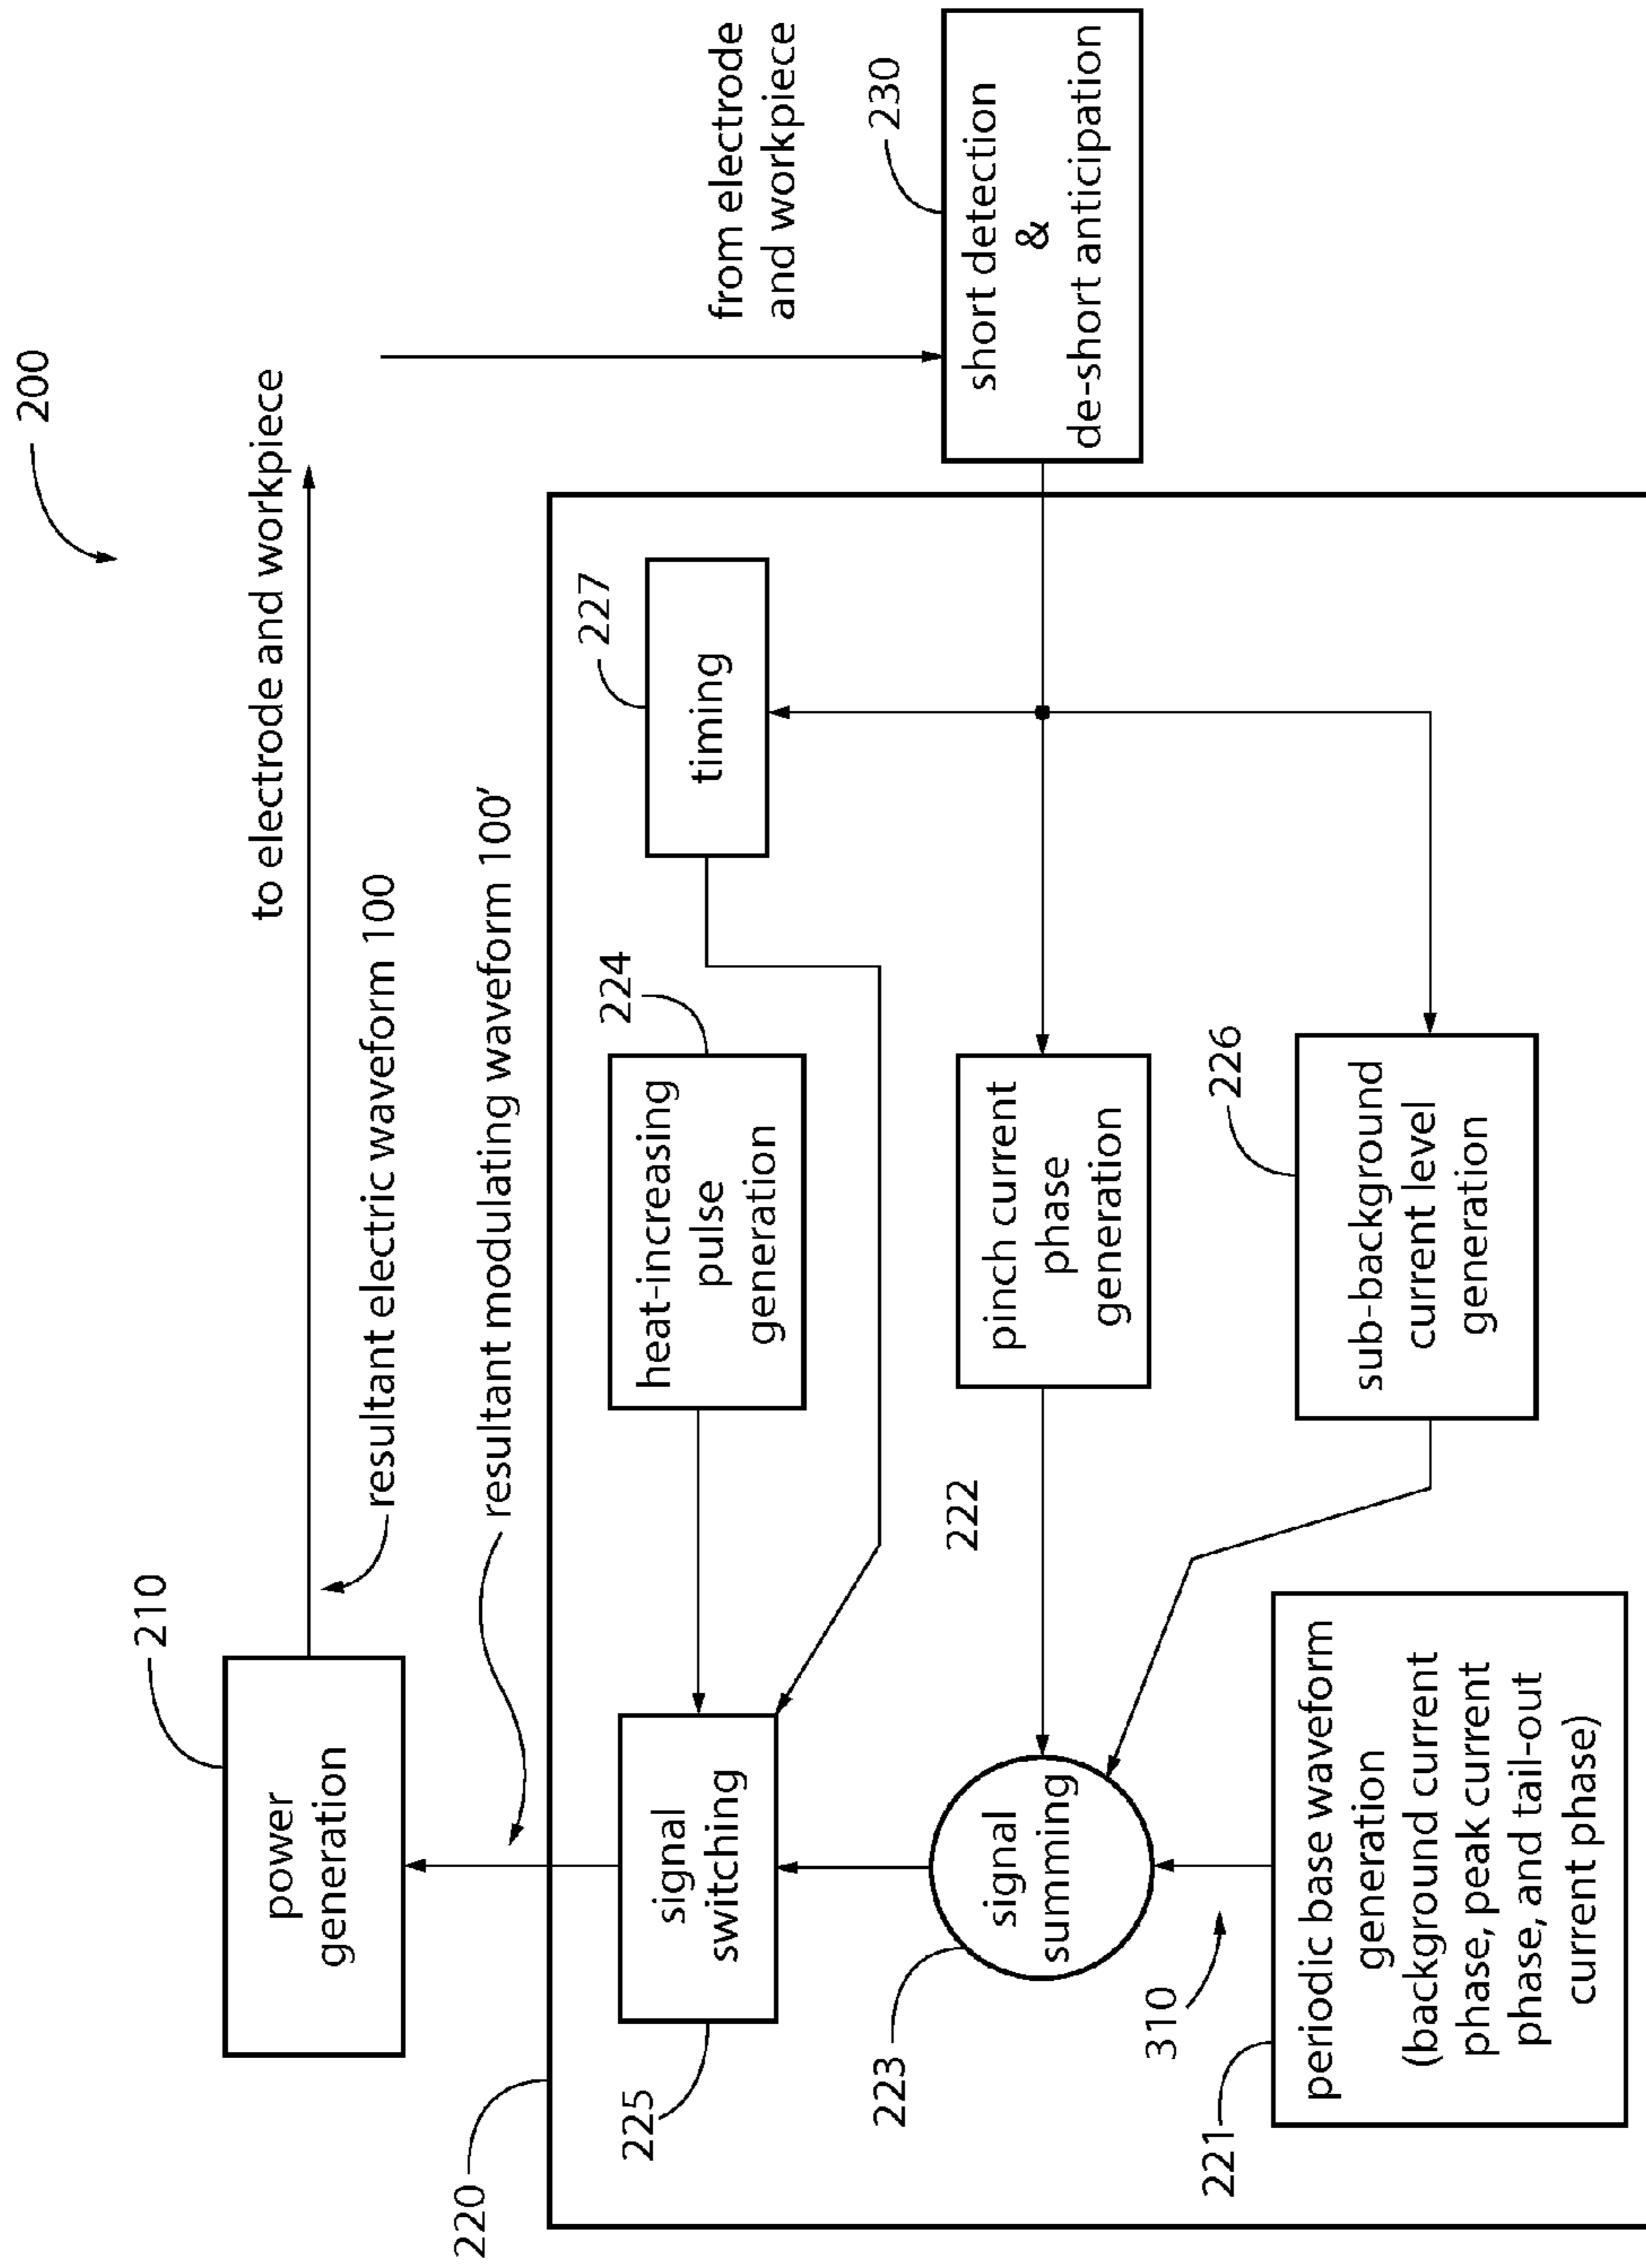 200
to electrode and workpiece
resultant electric waveform 100
210
power
generation
resultant modulating waveform 100'
from electrode
and workpiece
230
short detection
&
de-short anticipation
220
225
signal
switching
224
heat-increasing
pulse
generation
227
timing
223
signal
summing
222
pinch current
phase
generation
310
221
periodic base waveform
generation
(background current
phase, peak current
phase, and tail-out
current phase)
226
sub-background
current level
generation